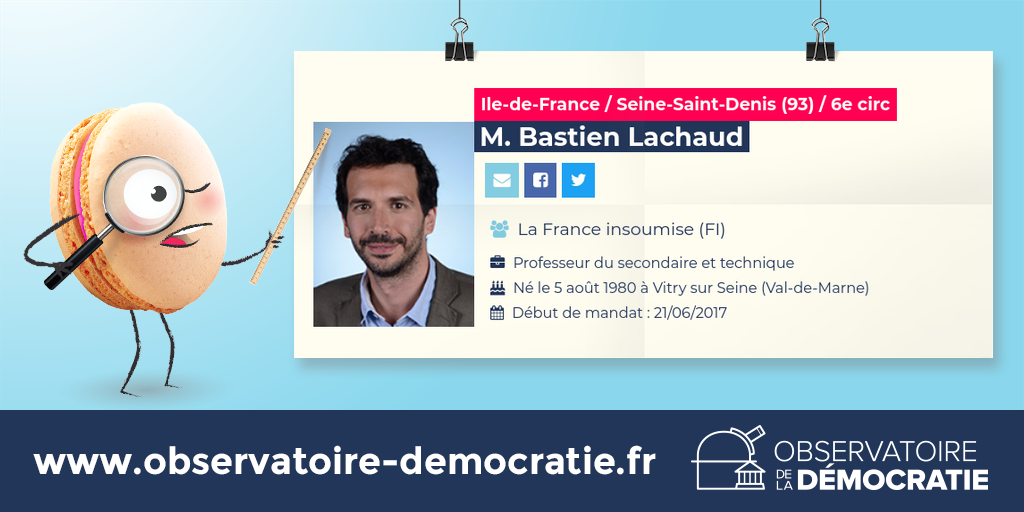 Ile-de-France / Seine-Saint-Denis (93) / 6e circ
M. Bastien Lachaud
La France insoumise (FI)
Professeur du secondaire et technique
Né le 5 août 1980 à Vitry sur Seine (Val-de-Marne)
Début de mandat : 21/06/2017
www.observatoire-democratie.fr
OBSERVATOIRE
DE LA DÉMOCRATIE